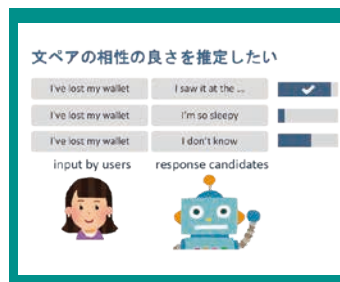 文ペアの相性の良さを推定したい
I've lost my wallet I saw it at the ...
I've lost my wallet I'm so sleepy
I've lost my wallet I don't know
input by users response candidates